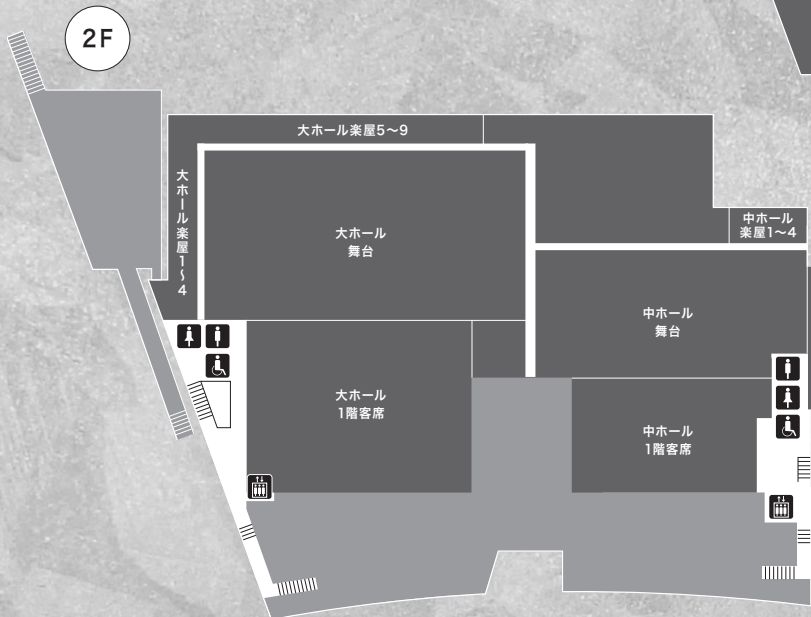 2F
大ホール楽屋5〜9
大ホール楽屋1〜4
中ホール
楽屋1〜4
大ホール
舞台
中ホール
舞台
大ホール
1階客席
中ホール
1階客席